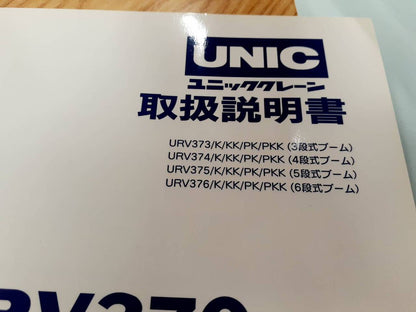 UNIC
ユニッククレーン
取扱説明書
URV373/K/KK/PK/PKK (3段式ブーム)
URV374/K/KK/PK/PKK (4段式ブーム)
URV375/K/KK/PK/PKK (5段式ブーム)
URV376/K/KK/PK/PKK (6段式ブーム)
RV370